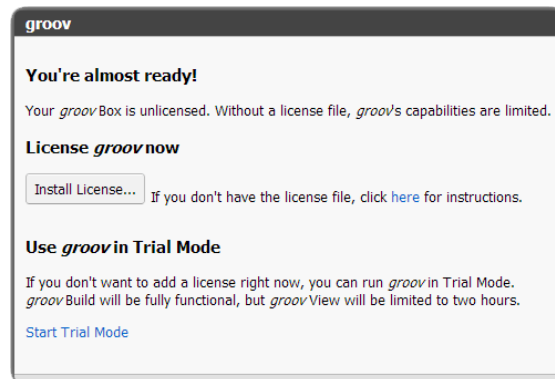 groov
You're almost ready!
Your groov Box is unlicensed. Without a license file, groov's capabilities are limited.
License groov now
Install License... If you don't have the license file, click here for instructions.
Use groov in Trial Mode
If you don't want to add a license right now, you can run groov in Trial Mode.
groov Build will be fully functional, but groov View will be limited to two hours.
Start Trial Mode